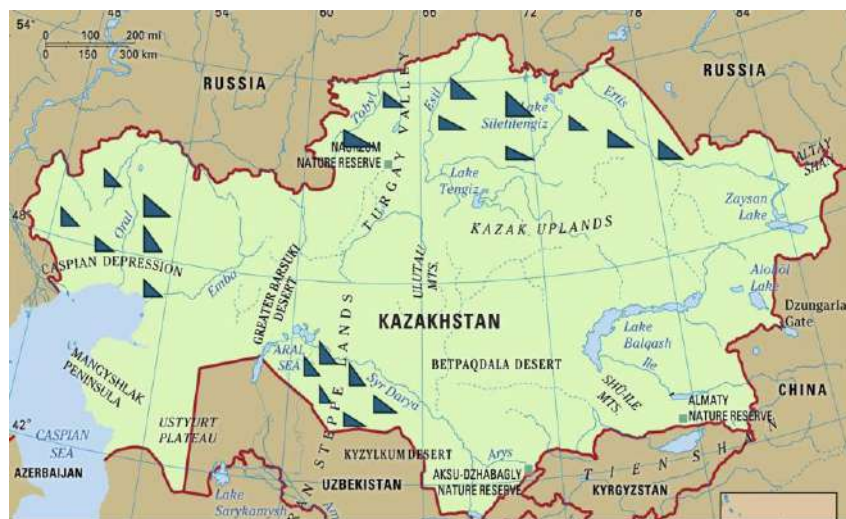 54°
48
54
60
66
72
78
84
54°
0 100 200 mi
0 150 300 km
RUSSIA
RUSSIA
Tobyl
TURGAY VALLEY
Esil
Lake
Siletitengiz
Ertis
NAURZUM
NATURE RESERVE
ALTAY
SHAN
Lake
Tengiz
Zaysan
Lake
48°
Oral
KAZAK UPLANDS
CASPIAN DEPRESSION
Emba
ULUTAU
MTS.
GREATER BARSUKI
DESERT
Alakol
Lake
Dzungarian
Gate
KAZAKHSTAN
Lake
Balqash
ARAL
SEA
STEPPE LANDS
BETPAQDALA DESERT
Ile
MANGYSHLAK
PENINSULA
Syr Darya
SHŪ-ILE
MTS.
CHINA
ALMATY
NATURE RESERVE
42°
USTYURT
PLATEAU
CASPIAN
SEA
KYZYLKUM DESERT
Arys
TIEN SHAN
AZERBAIJAN
AKSU-DZHABAGLY
NATURE RESERVE
UZBEKISTAN
KYRGYZSTAN
Lake
Sarykamysh